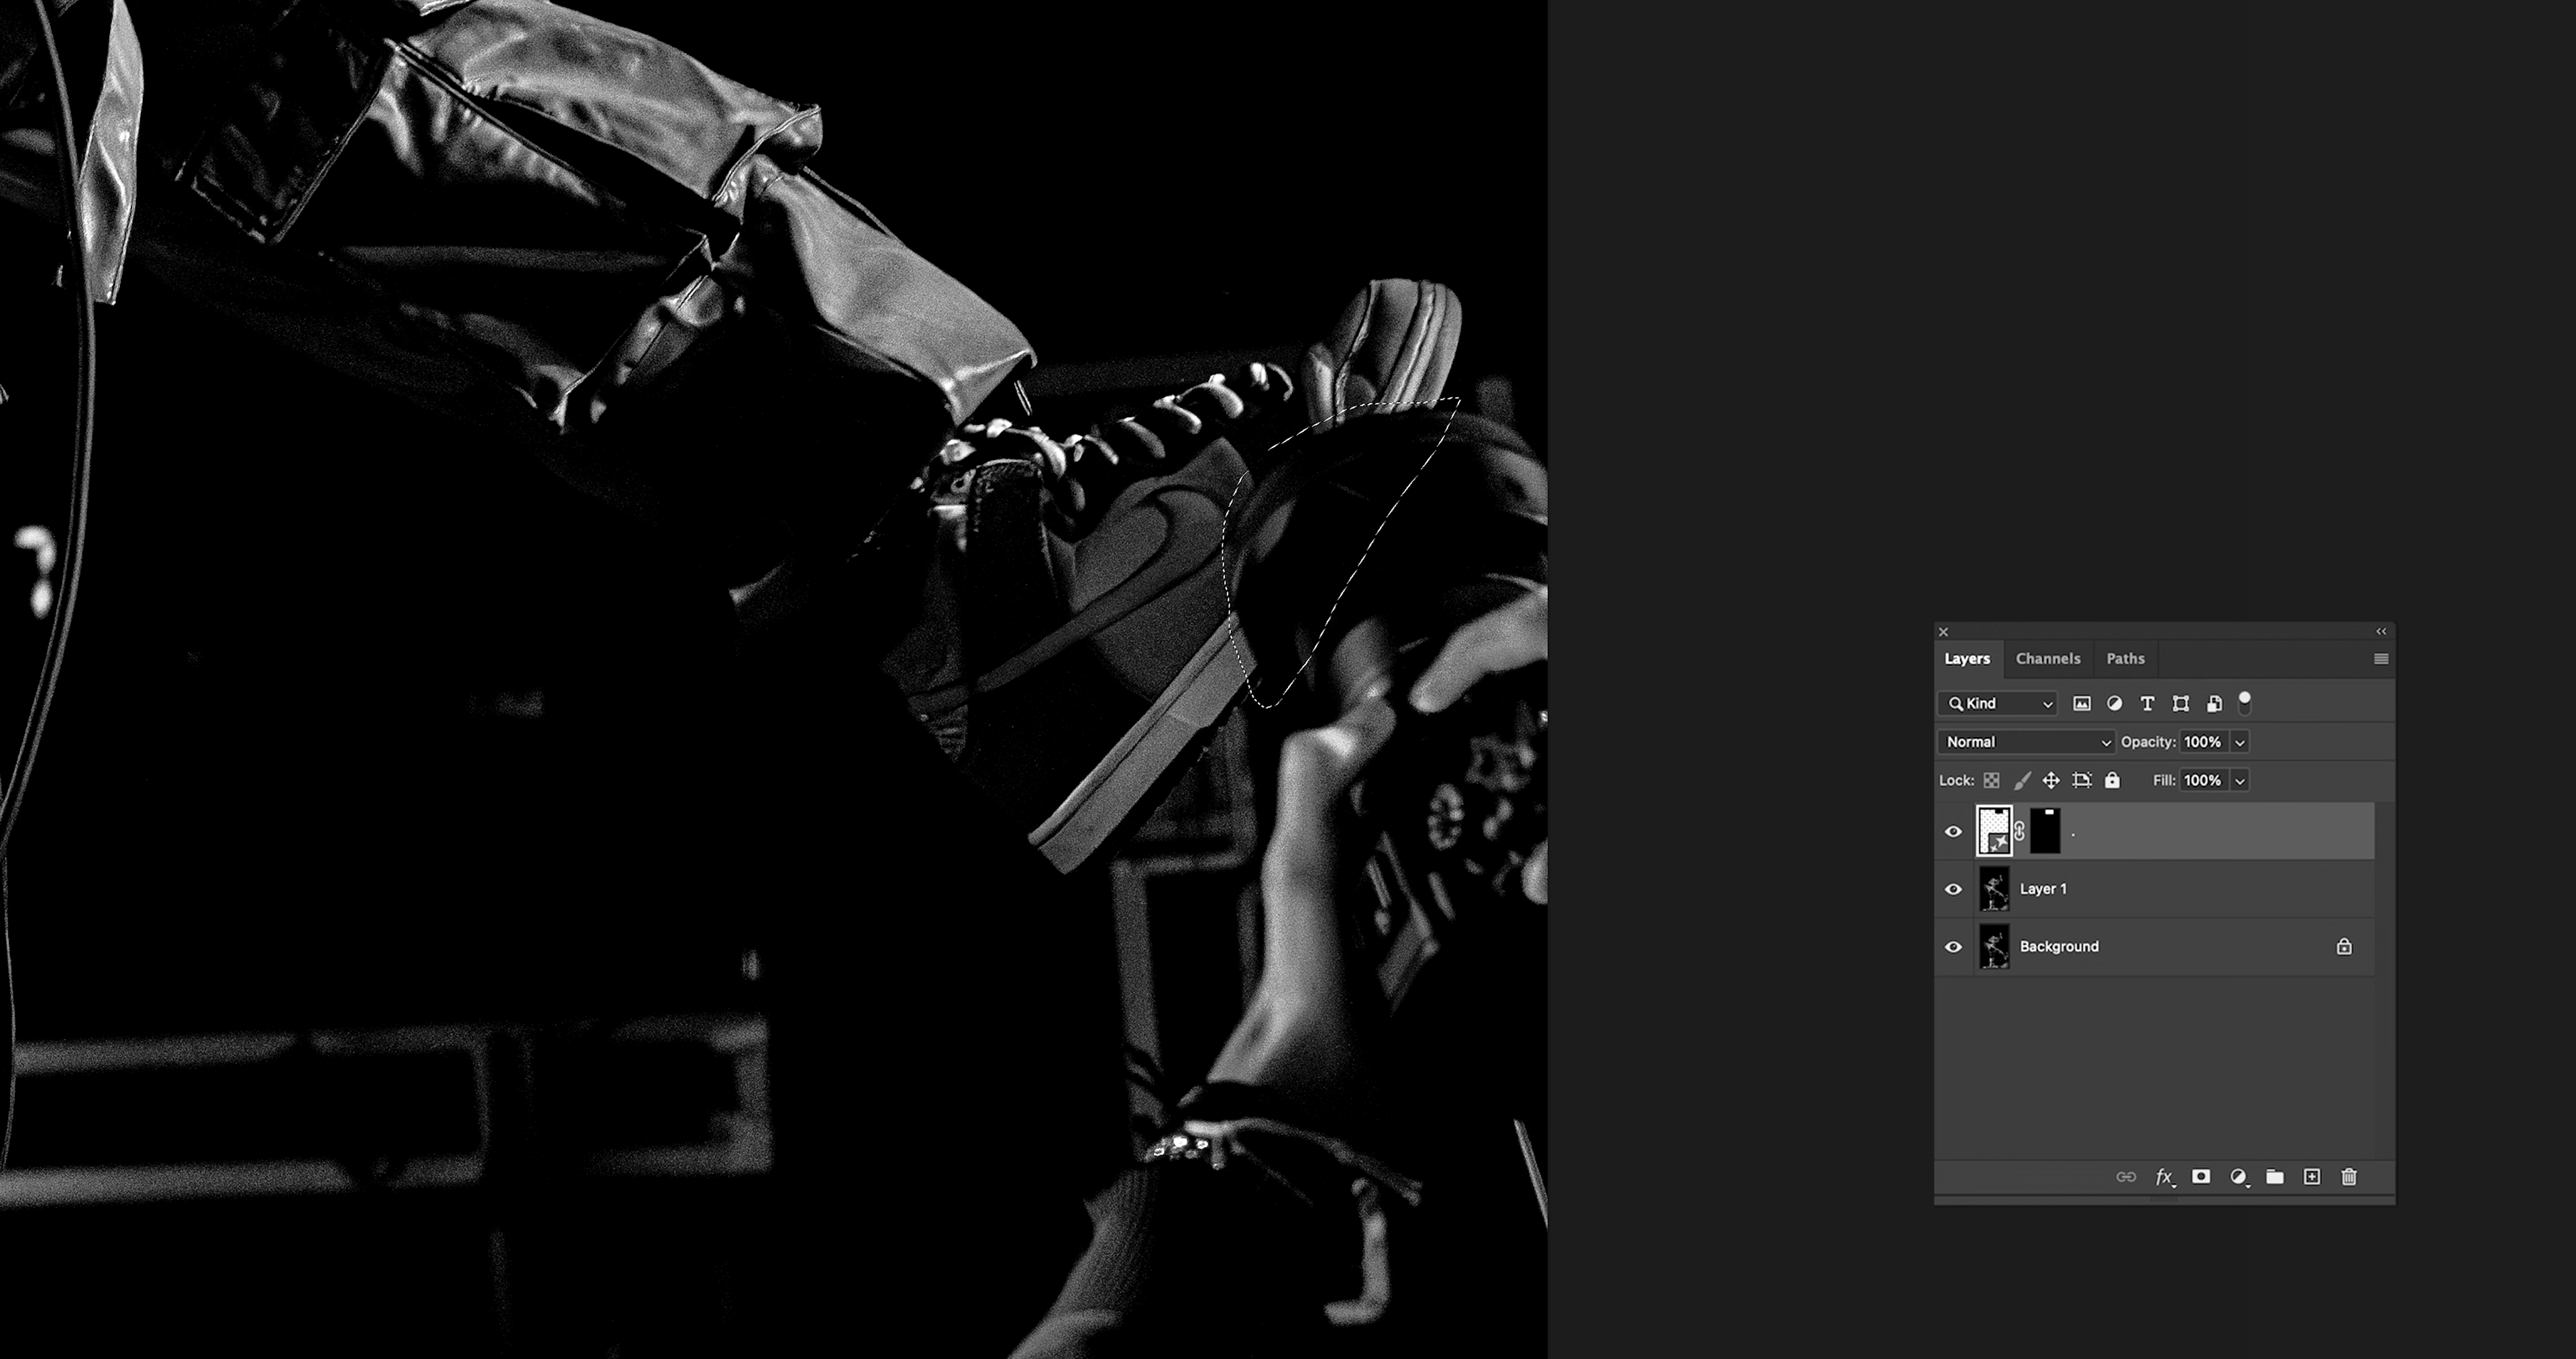 Layers Channels Paths
Kind
Normal Opacity: 100%
Lock: Fill: 100%
.
Layer 1
Background
fx